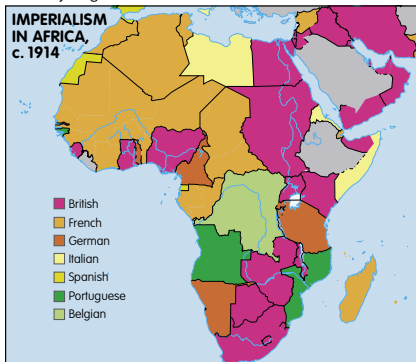 IMPERIALISM
IN AFRICA,
c. 1914
British
French
German
Italian
Spanish
Portuguese
Belgian